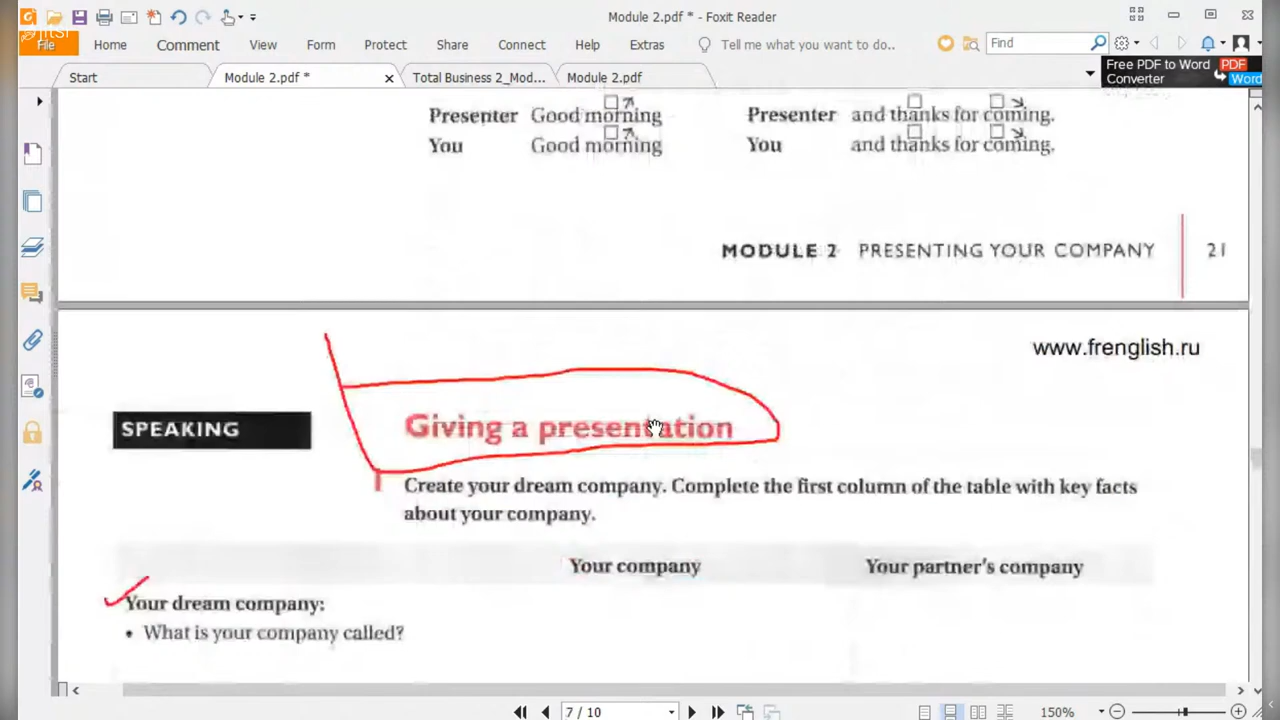 Module 2.pdf * - Foxit Reader
File Home Comment View Form Protect Share Connect Help Extras Tell me what you want to do.. Find
Start Module 2.pdf * Total Business 2_Mod... Module 2.pdf Free PDF to Word Converter PDF Word
Presenter Good morning Presenter and thanks for coming.
You Good morning You and thanks for coming.
MODULE 2 PRESENTING YOUR COMPANY 21
www.frenglish.ru
SPEAKING Giving a presentation
1 Create your dream company. Complete the first column of the table with key facts
about your company.
Your company Your partner's company
Your dream company:
• What is your company called?
7 / 10 150%